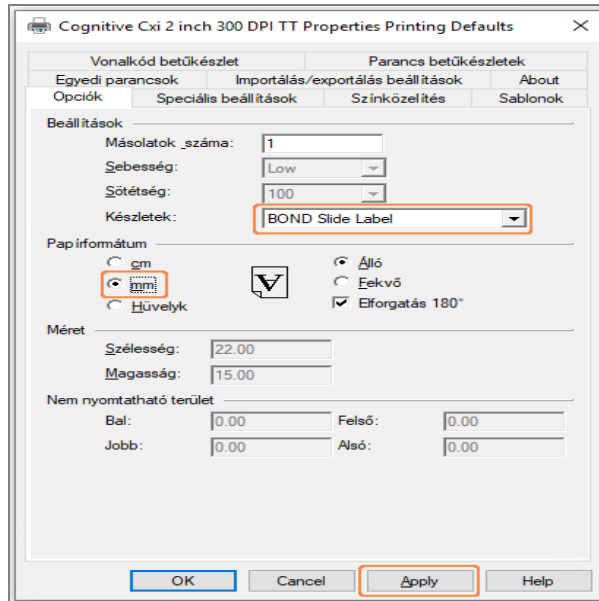 Cognitive Cxi 2 inch 300 DPI TT Properties Printing Defaults
Vonalkód betűkészlet Parancs betűkészletek
Egyedi parancsok Importálás/exportálás beállítások About
Opciók Speciális beállítások Színközelítés Sablonok
Beállítások
Másolatok _száma: 1
Sebesség: Low
Sötétség: 100
Készletek: BOND Slide Label
Papírformátum
cm Álló
mm A Fekvő
Hüvelyk Elforgatás 180°
Méret
Szélesség: 22.00
Magasság: 15.00
Nem nyomtatható terület
Bal: 0.00 Felső: 0.00
Jobb: 0.00 Alsó: 0.00
OK Cancel Apply Help